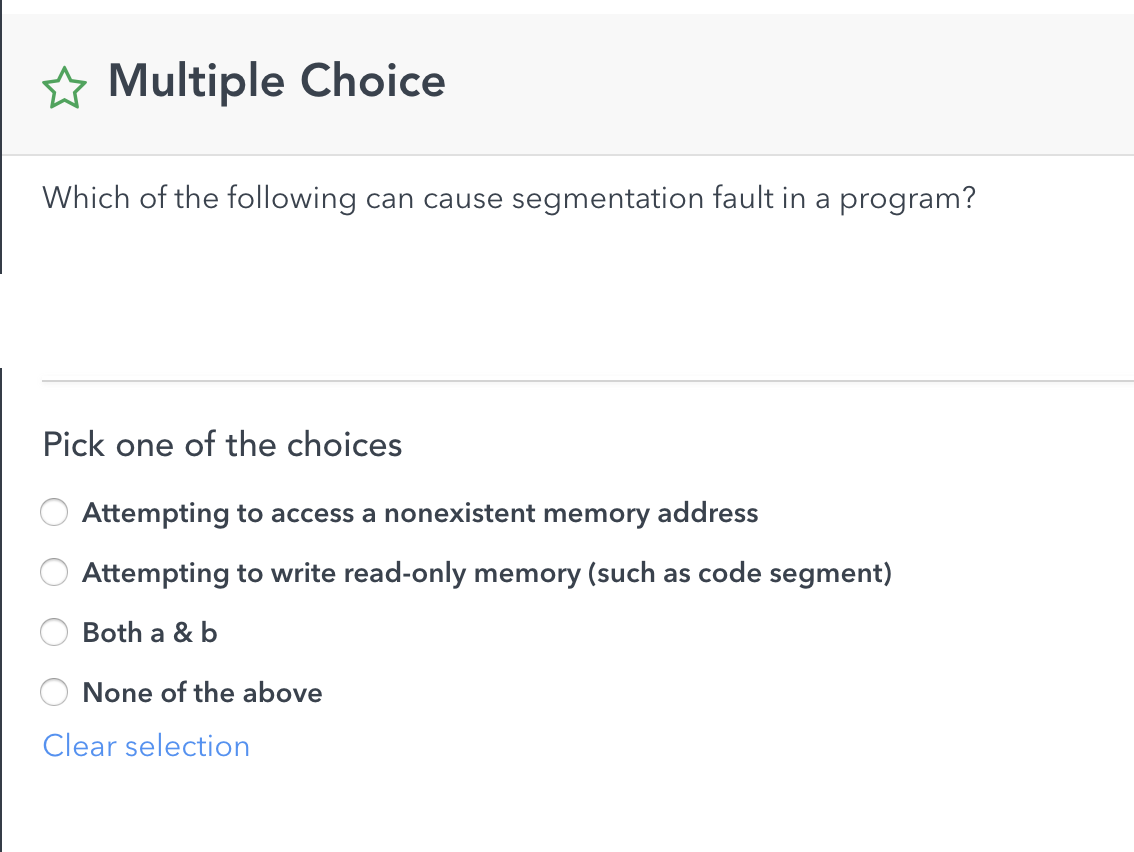 Multiple Choice
Which of the following can cause segmentation fault in a program?
Pick one of the choices
Attempting to access a nonexistent memory address
Attempting to write read-only memory (such as code segment)
Both a & b
None of the above
Clear selection